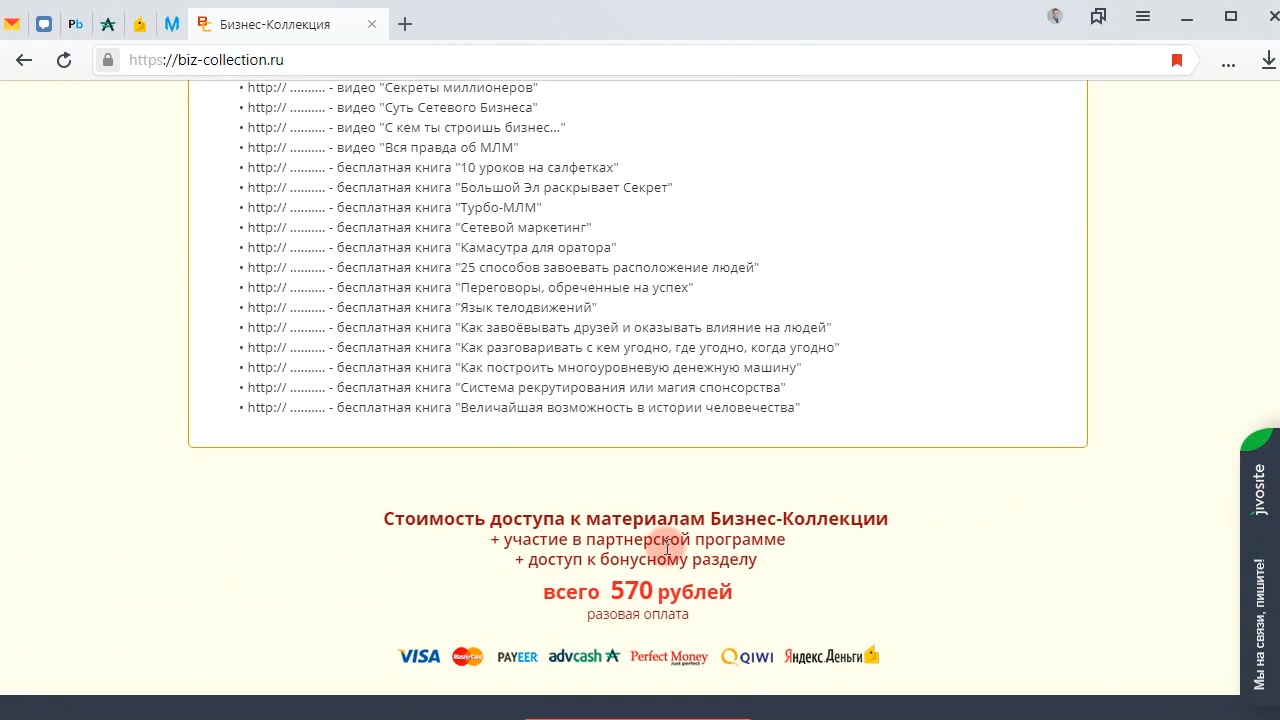 Pb
Бизнес-Коллекция
https://biz-collection.ru
• http:// .......... - видео "Секреты миллионеров"
• http:// .......... - видео "Суть Сетевого Бизнеса"
• http:// .......... - видео "С кем ты строишь бизнес..."
• http:// .......... - видео "Вся правда об МЛМ"
• http:// .......... - бесплатная книга "10 уроков на салфетках"
• http:// .......... - бесплатная книга "Большой Эл раскрывает Секрет"
• http:// .......... - бесплатная книга "Турбо-МЛМ"
• http:// .......... - бесплатная книга "Сетевой маркетинг"
• http:// .......... - бесплатная книга "Камасутра для оратора"
• http:// .......... - бесплатная книга "25 способов завоевать расположение людей"
• http:// .......... - бесплатная книга "Переговоры, обреченные на успех"
• http:// .......... - бесплатная книга "Язык телодвижений"
• http:// .......... - бесплатная книга "Как завоёвывать друзей и оказывать влияние на людей"
• http:// .......... - бесплатная книга "Как разговаривать с кем угодно, где угодно, когда угодно"
• http:// .......... - бесплатная книга "Как построить многоуровневую денежную машину"
• http:// .......... - бесплатная книга "Система рекрутирования или магия спонсорства"
• http:// .......... - бесплатная книга "Величайшая возможность в истории человечества"
Стоимость доступа к материалам Бизнес-Коллекции
+ участие в партнерской программе
+ доступ к бонусному разделу
всего 570 рублей
разовая оплата
VISA MasterCard PAYEER advcash Perfect Money just perfect QIWI Яндекс.Деньги
jivosite
Мы на связи, пишите!